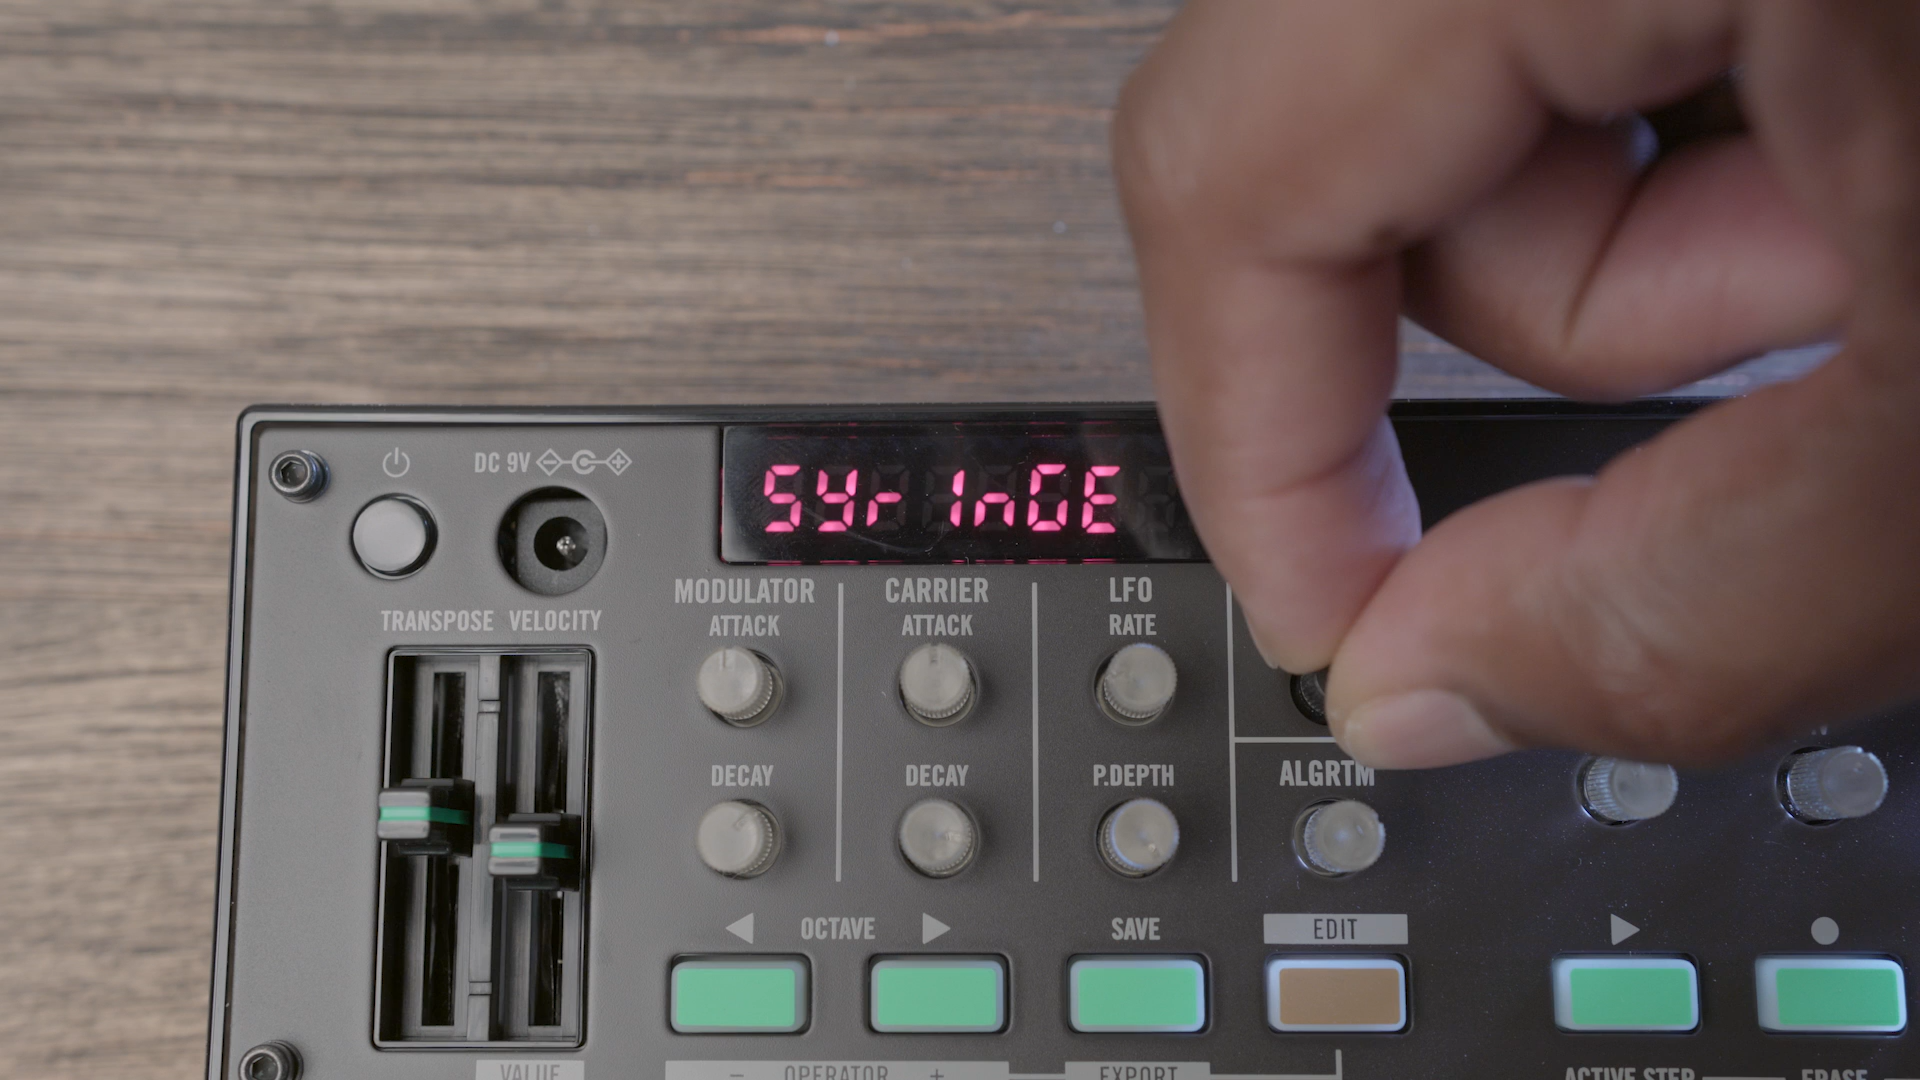 DC 9V
SYrInGE
TRANSPOSE VELOCITY
MODULATOR
ATTACK
DECAY
CARRIER
ATTACK
DECAY
LFO
RATE
P.DEPTH
ALGRTM
OCTAVE
SAVE
EDIT
VALUE
− OPERATOR +
EXPORT
ACTIVE STEP
ERASE